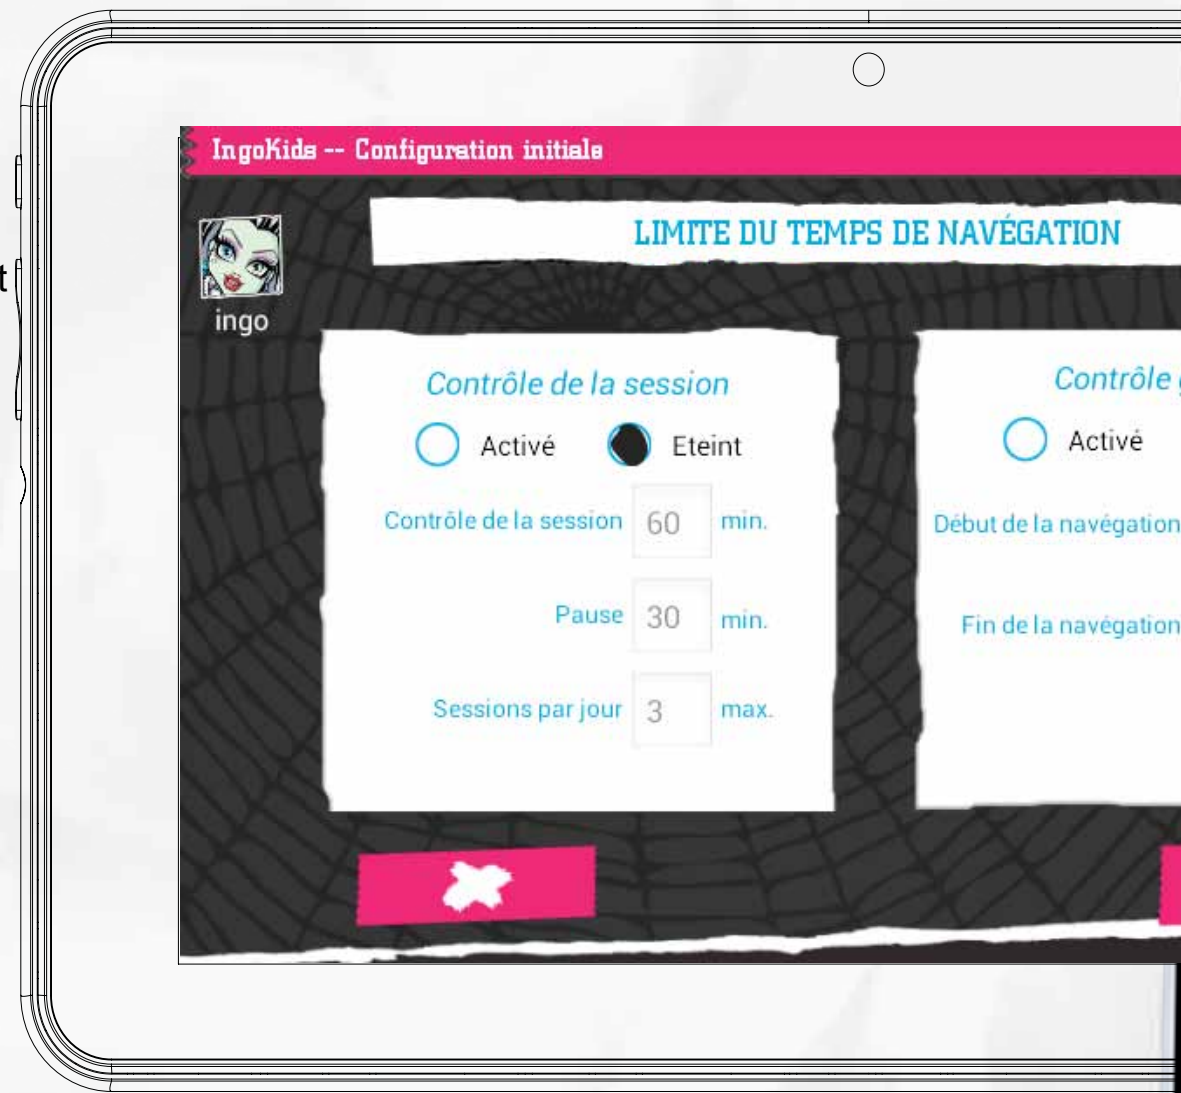 IngoKids -- Configuration initiale
LIMITE DU TEMPS DE NAVÉGATION
ingo
Contrôle de la session
Activé
Eteint
Contrôle de la session 60 min.
Pause 30 min.
Sessions par jour 3 max.
Contrôle
Activé
Début de la navégation
Fin de la navégation